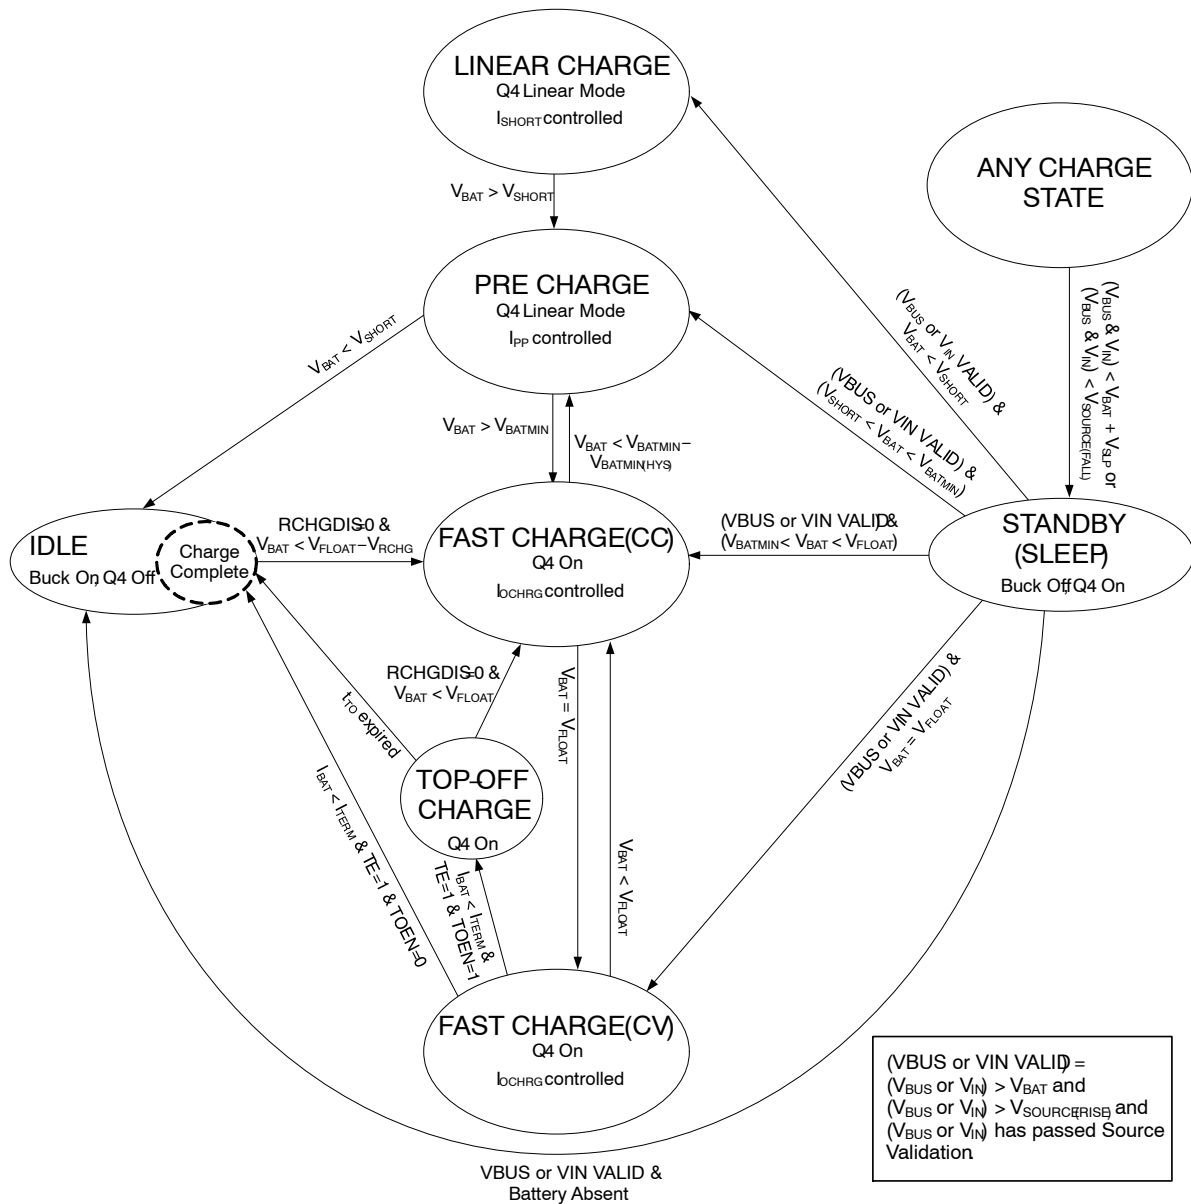 LINEAR CHARGE
Q4 Linear Mode
ISHORT controlled
ANY CHARGE
STATE
VBAT > VSHORT
PRE CHARGE
Q4 Linear Mode
IPP controlled
VBAT < VSHORT
(VBUS or VIN VALID) &
VBAT < VSHORT
(VBUS & VIN) < VBAT + VSLP or
(VBUS & VIN) < VSOURCE(FALL)
(VBUS or VIN VALID) &
(VSHORT < VBAT < VBATMIN)
VBAT > VBATMIN
VBAT < VBATMIN–
VBATMIN(HYS)
IDLE
Buck On, Q4 Off
Charge
Complete
RCHGDIS=0 &
VBAT < VFLOAT–VRCHG
FAST CHARGE(CC)
Q4 On
IOCHRG controlled
(VBUS or VIN VALID) &
(VBATMIN < VBAT < VFLOAT)
STANDBY
(SLEEP)
Buck Off, Q4 On
RCHGDIS=0 &
VBAT < VFLOAT
VBAT = VFLOAT
tTO expired
(VBUS or VIN VALID) &
VBAT = VFLOAT
TOP–OFF
CHARGE
Q4 On
IBAT < ITERM & TE=1 & TOEN=0
IBAT < ITERM &
TE=1 & TOEN=1
VBAT < VFLOAT
FAST CHARGE(CV)
Q4 On
IOCHRG controlled
(VBUS or VIN VALID) =
(VBUS or VIN) > VBAT and
(VBUS or VIN) > VSOURCE(RISE) and
(VBUS or VIN) has passed Source
Validation.
VBUS or VIN VALID &
Battery Absent